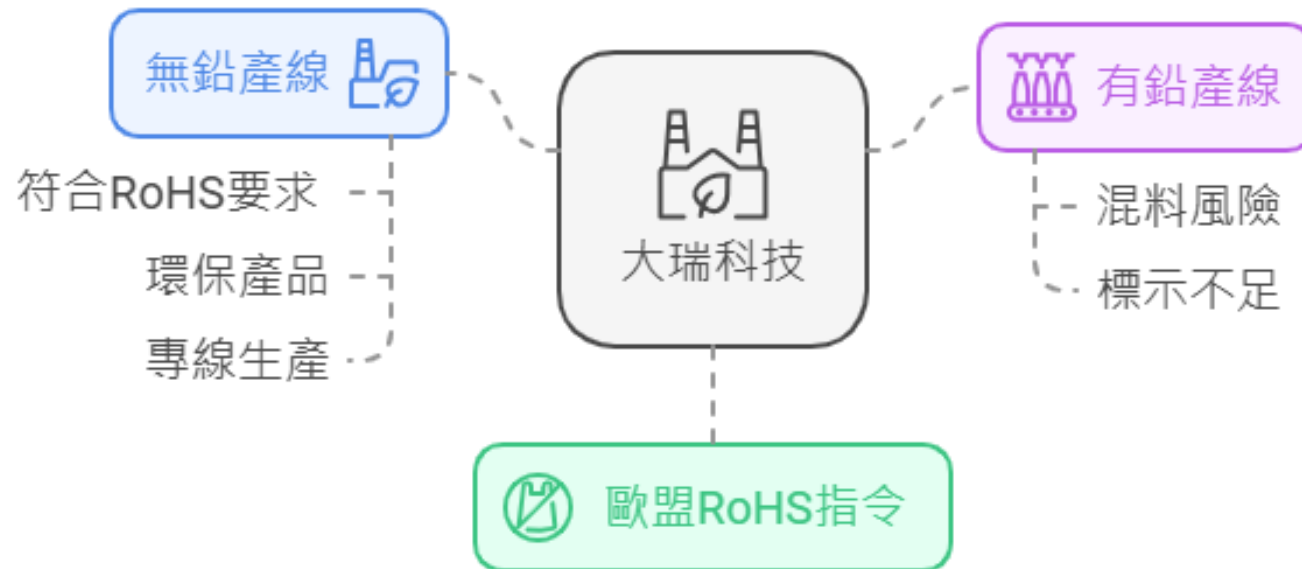 無鉛產線
符合RoHS要求
環保產品
專線生產
大瑞科技
有鉛產線
混料風險
標示不足
歐盟RoHS指令